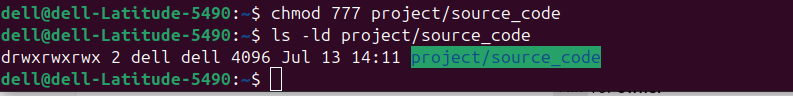 dell@dell-Latitude-5490:~$ chmod 777 project/source_code
dell@dell-Latitude-5490:~$ ls -ld project/source_code
drwxrwxrwx 2 dell dell 4096 Jul 13 14:11 project/source_code
dell@dell-Latitude-5490:~$